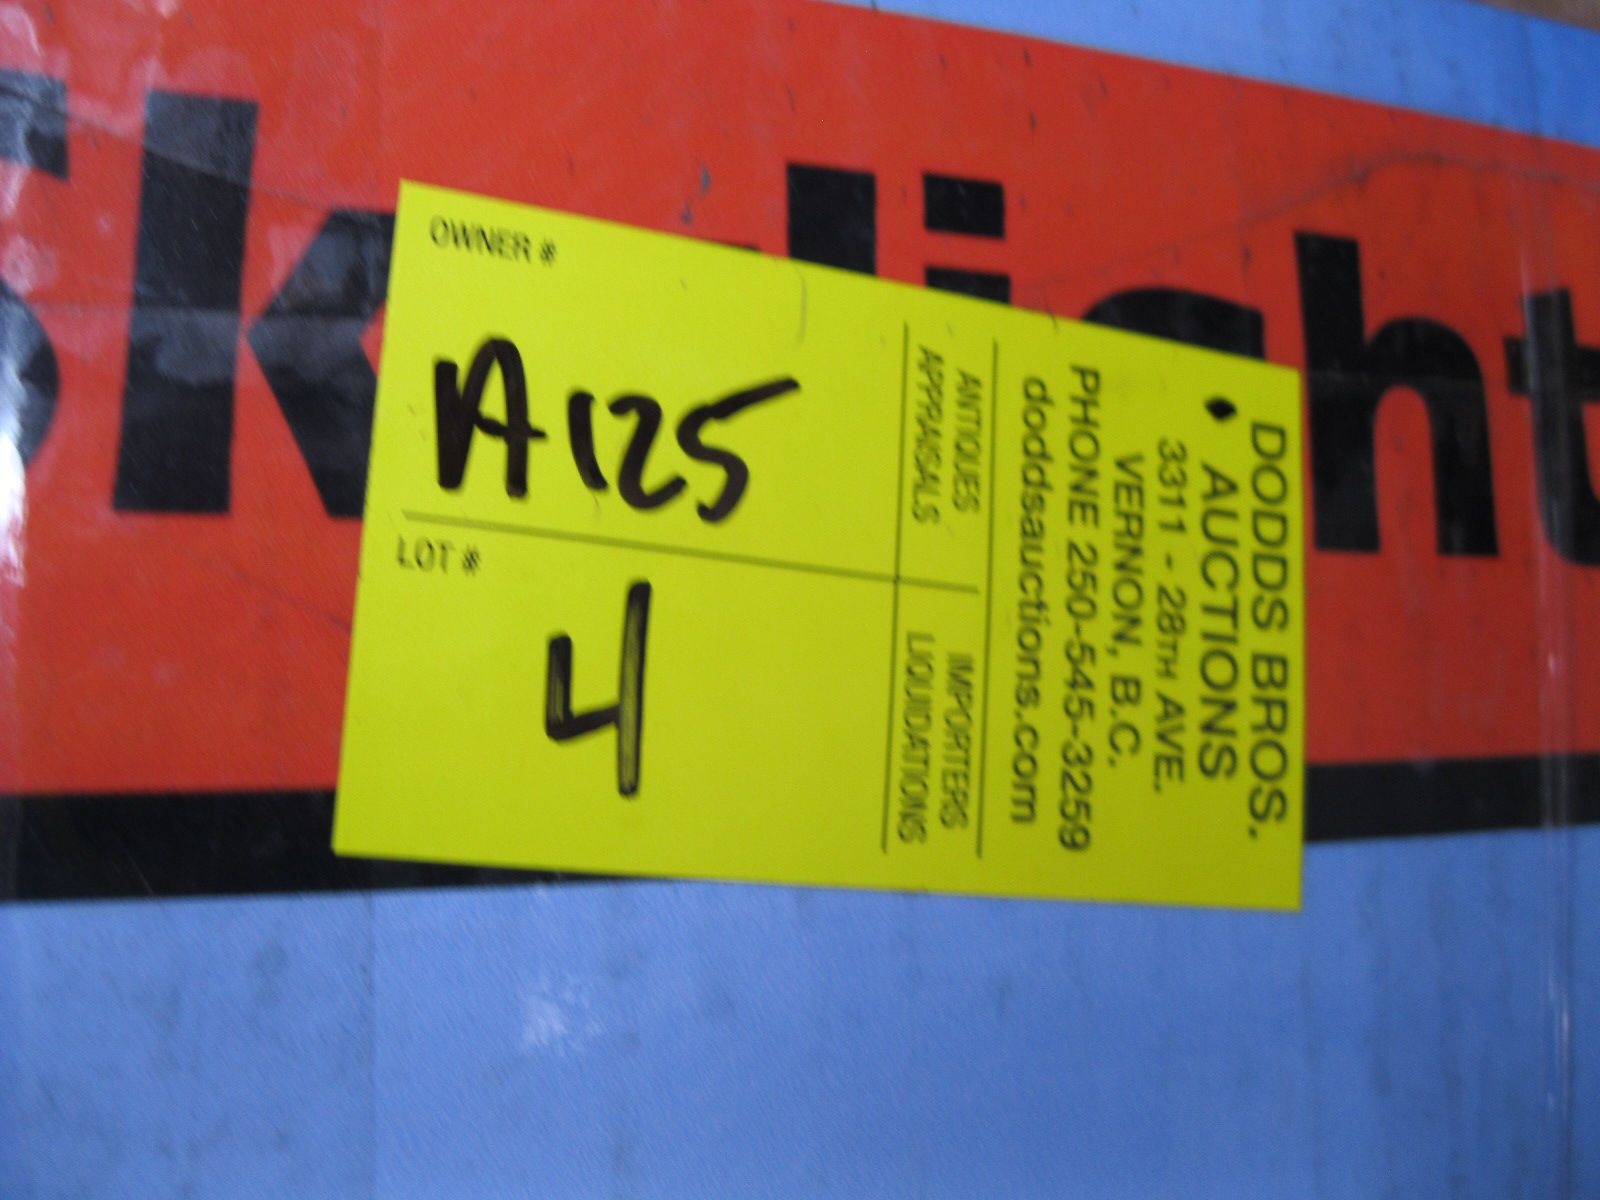 OWNER #
A125
LOT #
4
ANTIQUES
APPRAISALS
IMPORTERS
LIQUIDATIONS
DODDS BROS.
♦ AUCTIONS
3311 - 28TH AVE.
VERNON, B.C.
PHONE 250-545-3259
doddsauctions.com